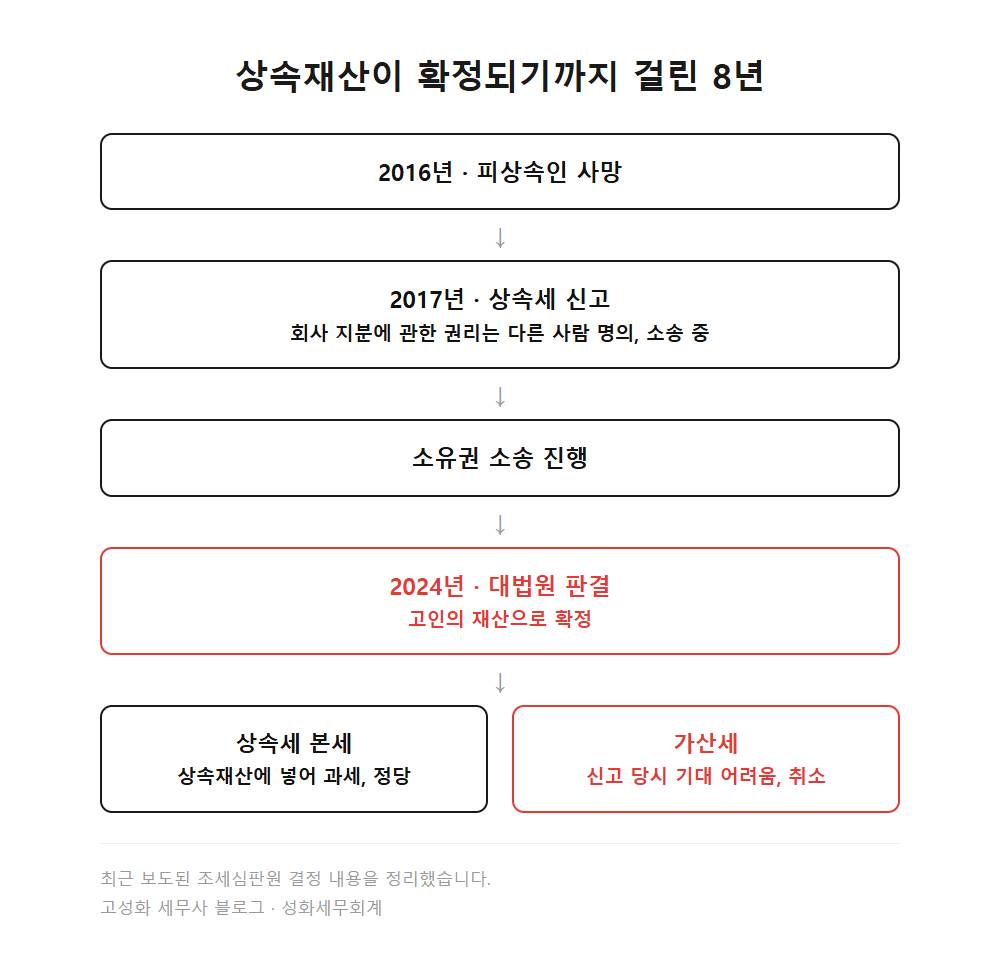 상속재산이 확정되기까지 걸린 8년
2016년 · 피상속인 사망
↓
2017년 · 상속세 신고
회사 지분에 관한 권리는 다른 사람 명의, 소송 중
↓
소유권 소송 진행
↓
2024년 · 대법원 판결
고인의 재산으로 확정
↓
상속세 본세
상속재산에 넣어 과세, 정당
가산세
신고 당시 기대 어려움, 취소
최근 보도된 조세심판원 결정 내용을 정리했습니다.
고성화 세무사 블로그 · 성화세무회계